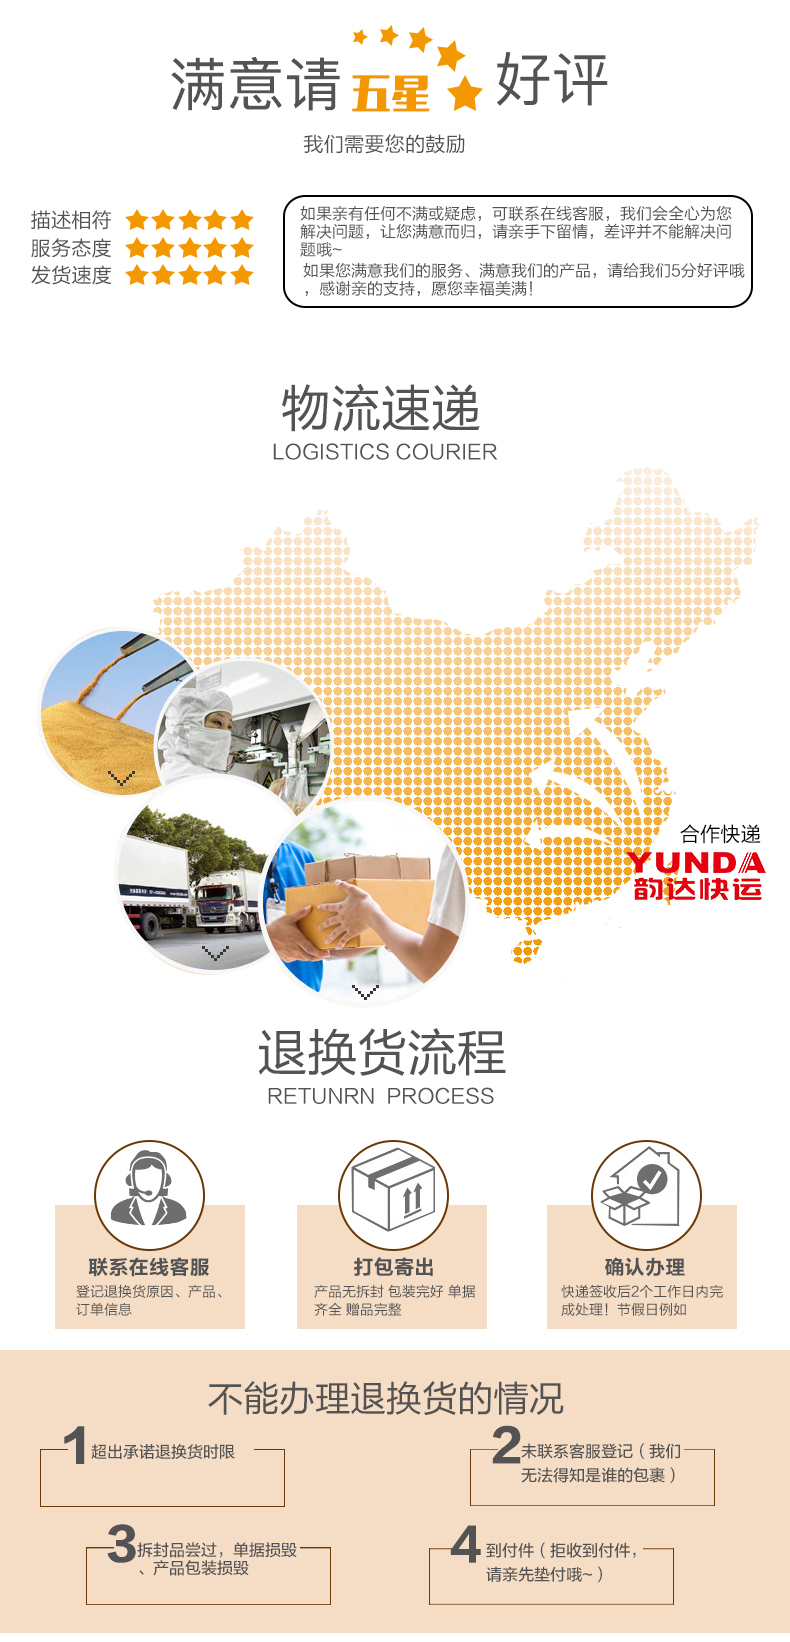 满意请五星好评
我们需要您的鼓励
描述相符
服务态度
发货速度
如果亲有任何不满或疑虑，可联系在线客服，我们会全心为您
解决问题，让您满意而归，请亲手下留情，差评并不能解决问
题哦~
如果您满意我们的服务、满意我们的产品，请给我们5分好评哦
，感谢亲的支持，愿您幸福美满！
物流速递
LOGISTICS COURIER
合作快递
YUNDA
韵达快运
退换货流程
RETUNRN PROCESS
联系在线客服
登记退换货原因、产品、
订单信息
打包寄出
产品无拆封 包装完好 单据
齐全 赠品完整
确认办理
快递签收后2个工作日内完
成处理！节假日例如
不能办理退换货的情况
1 超出承诺退换货时限
2 未联系客服登记（我们
无法得知是谁的包裹）
3 拆封品尝过，单据损毁
、产品包装损毁
4 到付件（拒收到付件，
请亲先垫付哦~）